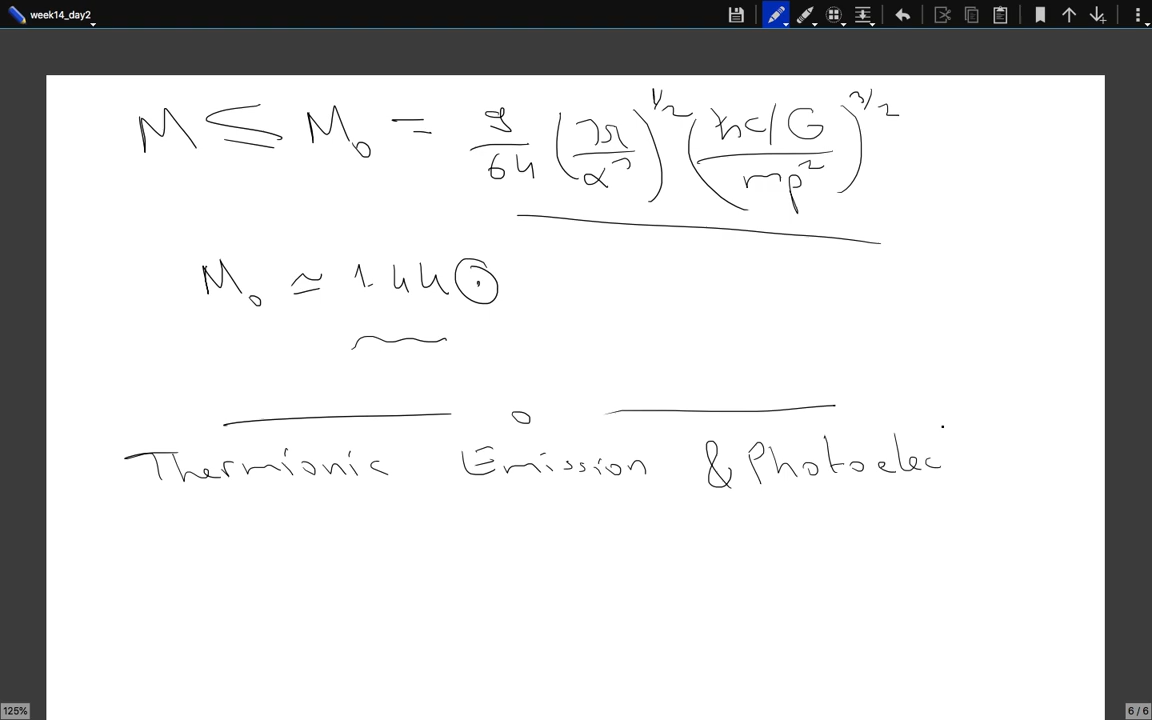 week14_day2
M ≤ M₀ = 9/64 (3π/α³)^1/2 (ħc/G / mp²)^3/2
M₀ ≃ 1.44 ⊙
Thermionic Emission & Photoelec
125%
6 / 6